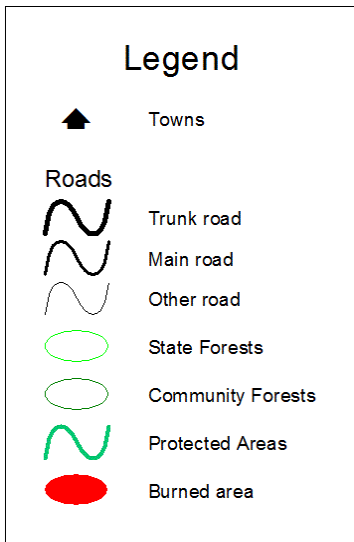 Legend
Towns
Roads
Trunk road
Main road
Other road
State Forests
Community Forests
Protected Areas
Burned area